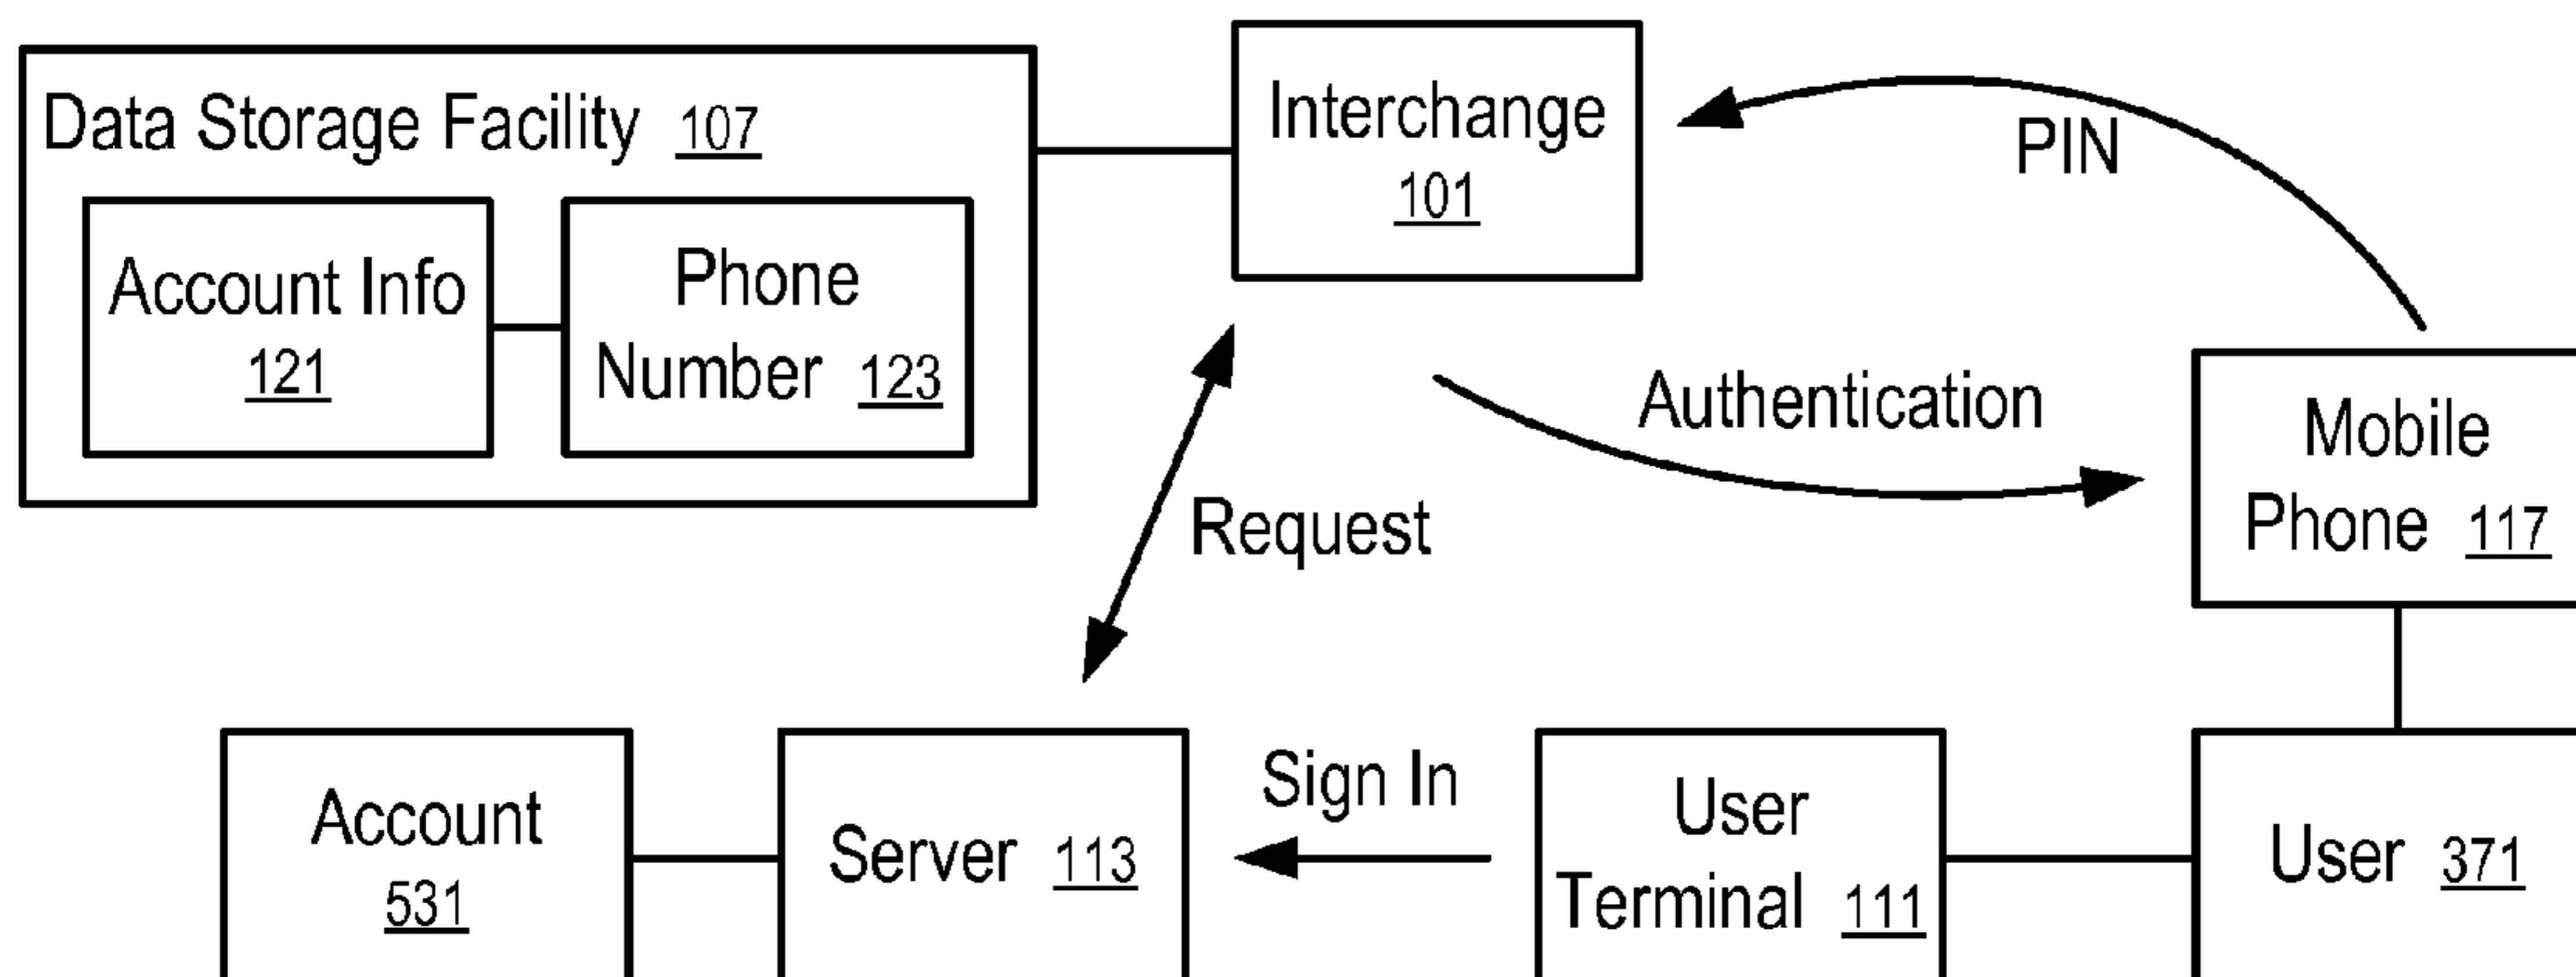 Data Storage Facility 107
Account Info
121
Phone
Number 123
Interchange
101
PIN
Authentication
Request
Mobile
Phone 117
Account
531
Server 113
Sign In
User
Terminal 111
User 371